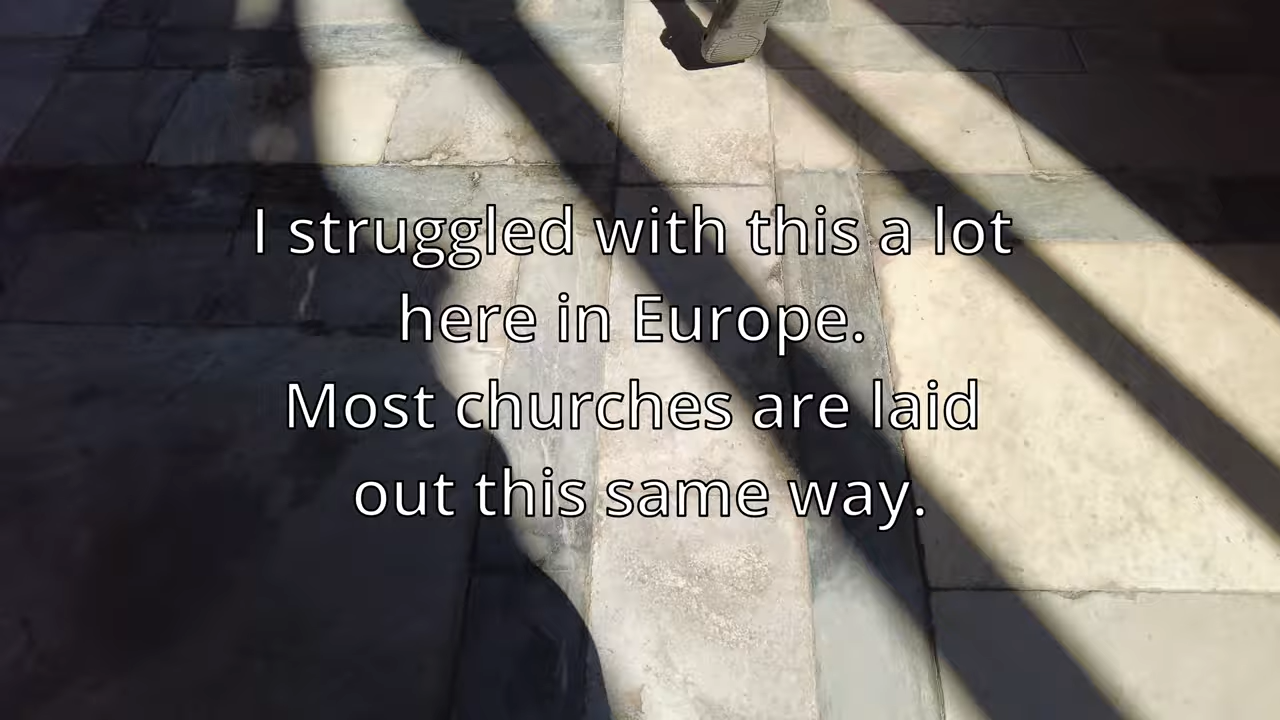 I struggled with this a lot
here in Europe.
Most churches are laid
out this same way.